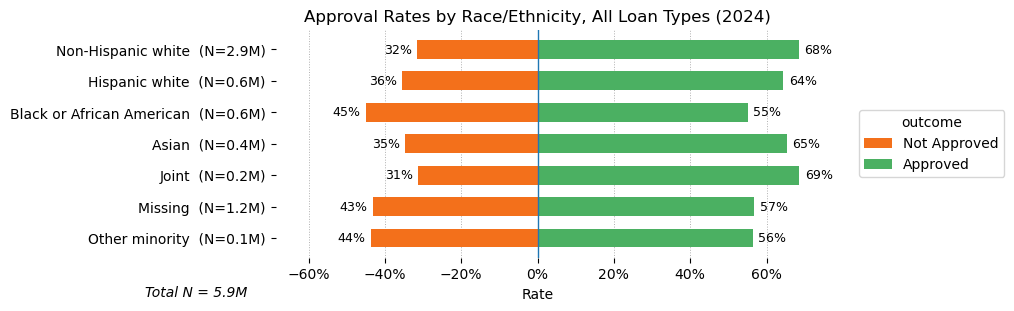 Approval Rates by Race/Ethnicity, All Loan Types (2024)
Non-Hispanic white  (N=2.9M) 32% 68%
Hispanic white  (N=0.6M) 36% 64%
Black or African American  (N=0.6M) 45% 55%
Asian  (N=0.4M) 35% 65%
Joint  (N=0.2M) 31% 69%
Missing  (N=1.2M) 43% 57%
Other minority  (N=0.1M) 44% 56%
outcome
Not Approved
Approved
−60% −40% −20% 0% 20% 40% 60%
Rate
Total N = 5.9M